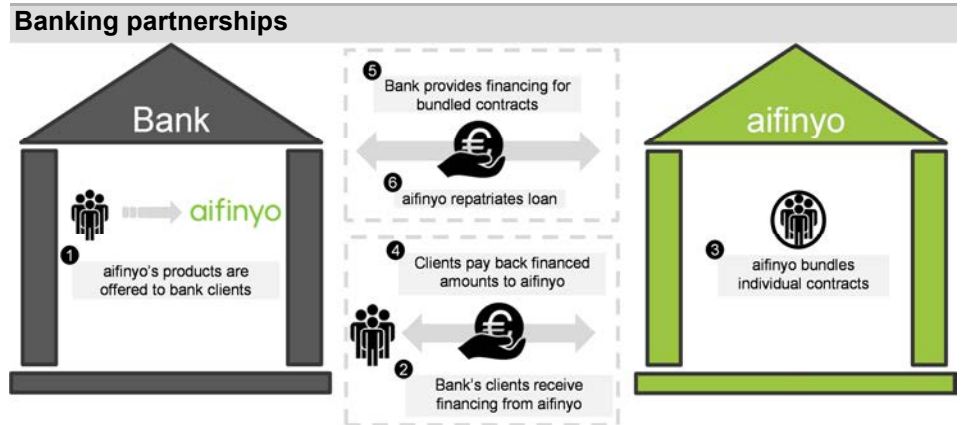 Banking partnerships
Bank
aifinyo
1
aifinyo's products are
offered to bank clients
5
Bank provides financing for
bundled contracts
€
6
aifinyo repatriates loan
4
Clients pay back financed
amounts to aifinyo
€
2
Bank's clients receive
financing from aifinyo
aifinyo
3
aifinyo bundles
individual contracts